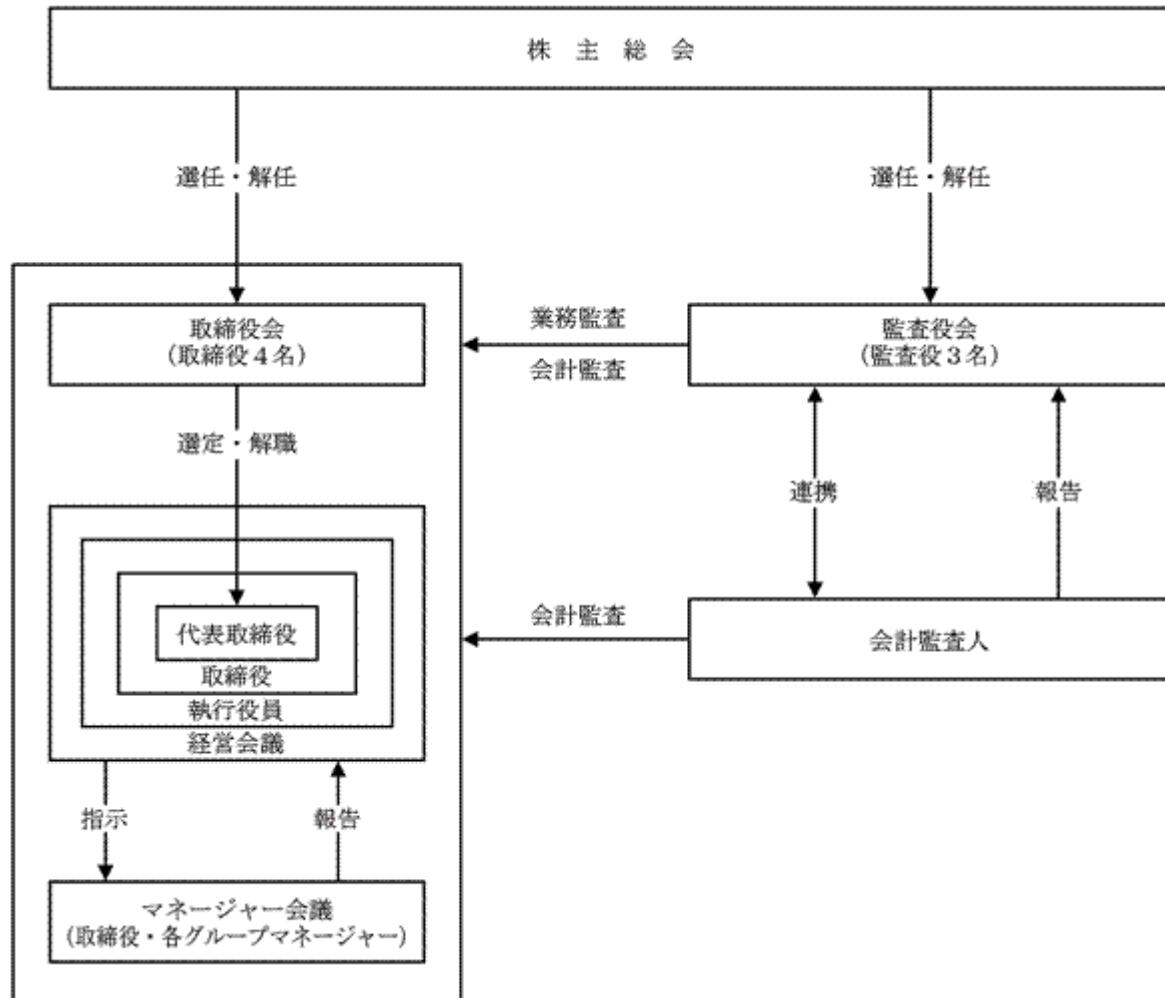 株主総会
選任・解任
選任・解任
取締役会
（取締役４名）
業務監査
会計監査
監査役会
（監査役３名）
選定・解職
連携
報告
代表取締役
取締役
執行役員
経営会議
会計監査
会計監査人
指示
報告
マネージャー会議
（取締役・各グループマネージャー）